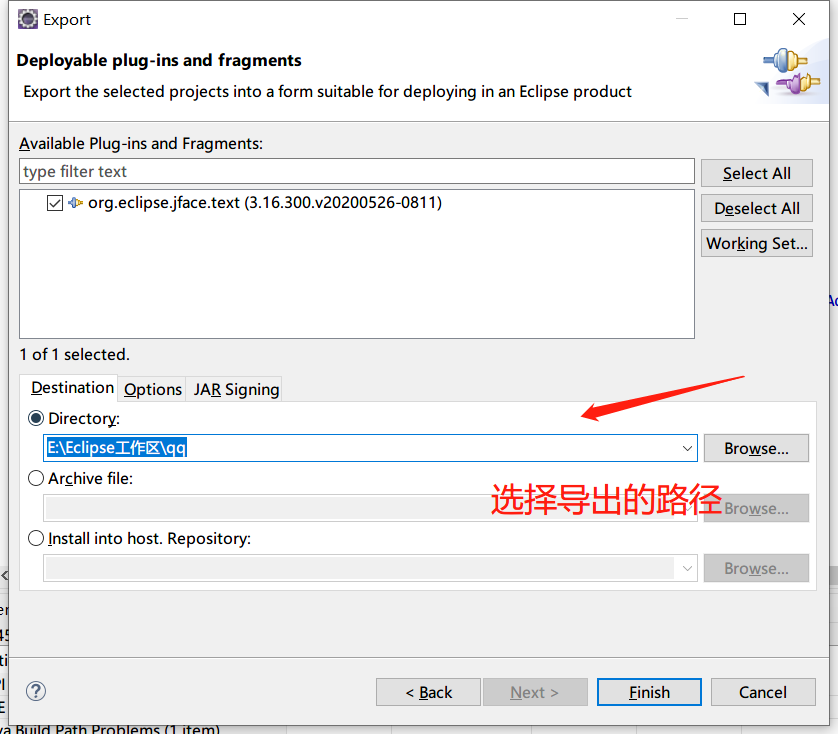 Export
Deployable plug-ins and fragments
Export the selected projects into a form suitable for deploying in an Eclipse product
Available Plug-ins and Fragments:
type filter text
Select All
org.eclipse.jface.text (3.16.300.v20200526-0811)
Deselect All
Working Set...
1 of 1 selected.
Destination Options JAR Signing
Directory:
E:\Eclipse工作区\qq
Browse...
Archive file:
选择导出的路径
Browse...
Install into host. Repository:
Browse...
< Back Next > Finish Cancel
va Build Path Problems (1 item)